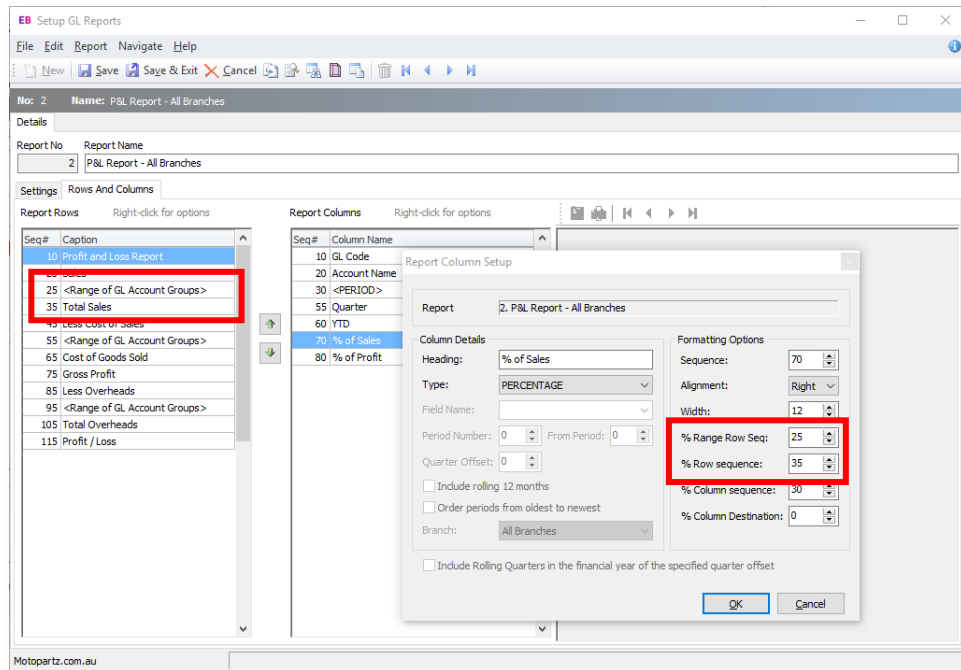 EB Setup GL Reports
File Edit Report Navigate Help
New Save Save & Exit Cancel
No: 2 Name: P&L Report - All Branches
Details
Report No Report Name
2 P&L Report - All Branches
Settings Rows And Columns
Report Rows Right-click for options
Seq# Caption
10 Profit and Loss Report
20 Sales
25 <Range of GL Account Groups>
35 Total Sales
45 Less Cost of Sales
55 <Range of GL Account Groups>
65 Cost of Goods Sold
75 Gross Profit
85 Less Overheads
95 <Range of GL Account Groups>
105 Total Overheads
115 Profit / Loss
Report Columns Right-click for options
Seq# Column Name
10 GL Code
20 Account Name
30 <PERIOD>
55 Quarter
60 YTD
70 % of Sales
80 % of Profit
Report Column Setup
Report 2. P&L Report - All Branches
Column Details
Heading: % of Sales
Type: PERCENTAGE
Field Name:
Period Number: 0 From Period: 0
Quarter Offset: 0
Include rolling 12 months
Order periods from oldest to newest
Branch: All Branches
Formatting Options
Sequence: 70
Alignment: Right
Width: 12
% Range Row Seq: 25
% Row sequence: 35
% Column sequence: 30
% Column Destination: 0
Include Rolling Quarters in the financial year of the specified quarter offset
OK Cancel
Motopartz.com.au